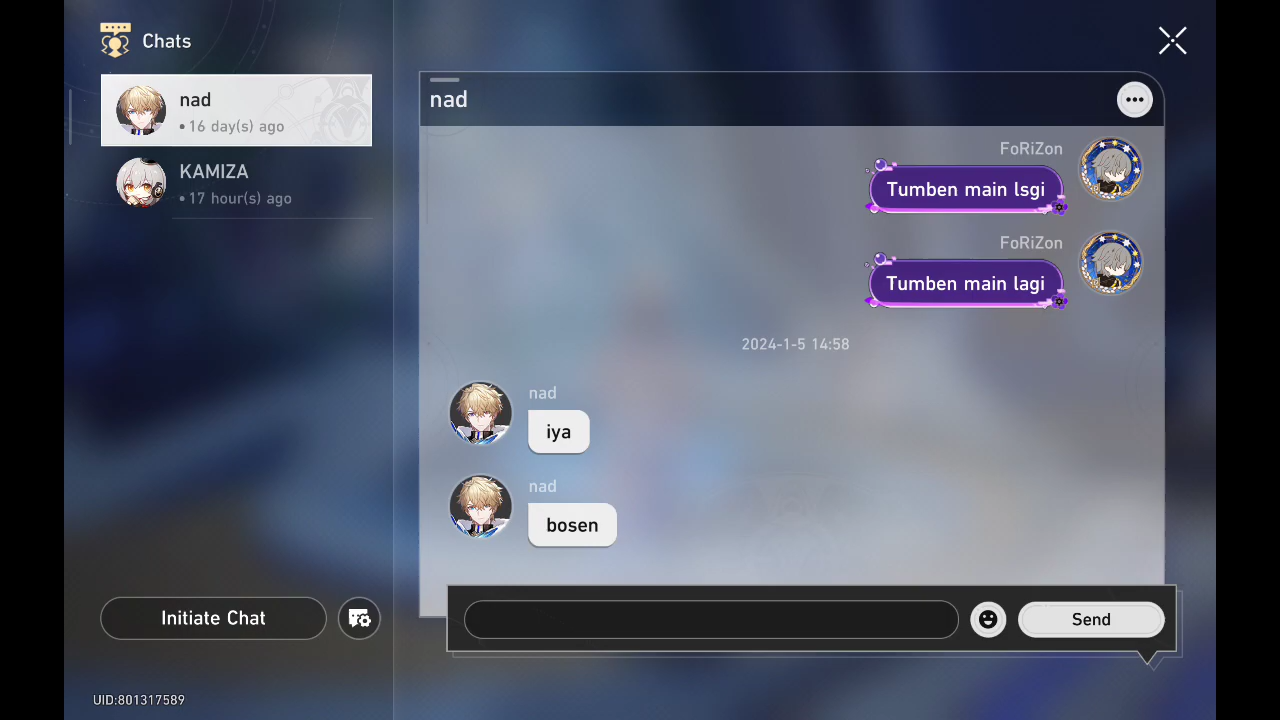 Chats
nad
16 day(s) ago
KAMIZA
17 hour(s) ago
Initiate Chat
UID:801317589
nad
FoRiZon
Tumben main lsgi
FoRiZon
Tumben main lagi
2024-1-5 14:58
nad
iya
nad
bosen
Send